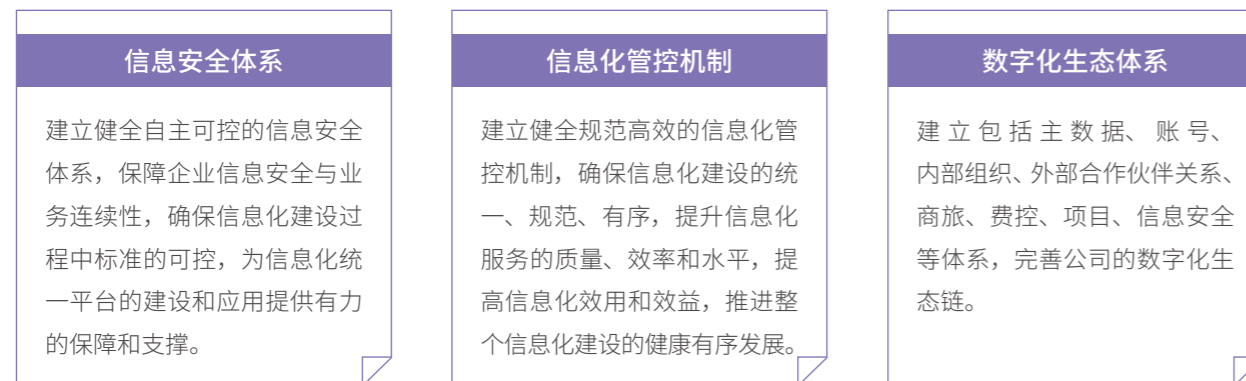 信息安全体系
建立健全自主可控的信息安全
体系，保障企业信息安全与业
务连续性，确保信息化建设过
程中标准的可控，为信息化统
一平台的建设和应用提供有力
的保障和支撑。
信息化管控机制
建立健全规范高效的信息化管
控机制，确保信息化建设的统
一、规范、有序，提升信息化
服务的质量、效率和水平，提
高信息化效用和效益，推进整
个信息化建设的健康有序发展。
数字化生态体系
建立包括主数据、账号、
内部组织、外部合作伙伴关系、
商旅、费控、项目、信息安全
等体系，完善公司的数字化生
态链。